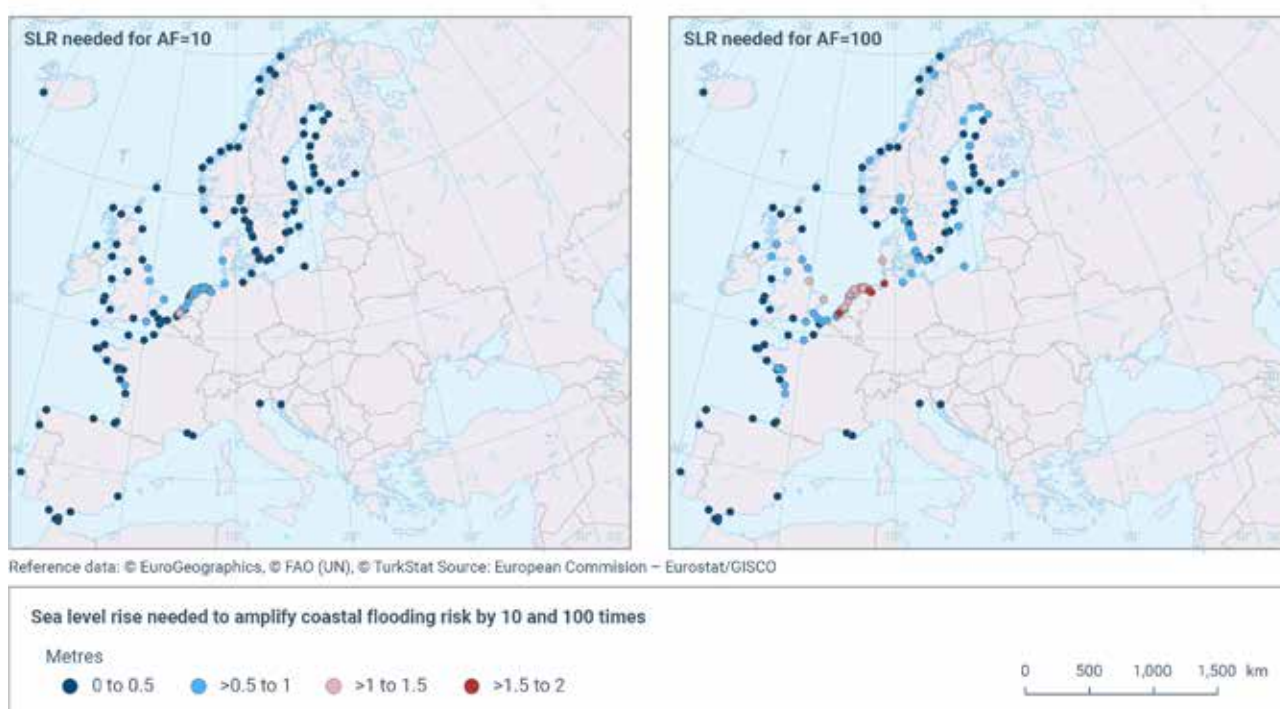 SLR needed for AF=10
SLR needed for AF=100
Reference data: © EuroGeographics, © FAO (UN), © TurkStat Source: European Commision – Eurostat/GISCO
Sea level rise needed to amplify coastal flooding risk by 10 and 100 times
Metres
0 to 0.5
>0.5 to 1
>1 to 1.5
>1.5 to 2
0 500 1,000 1,500 km